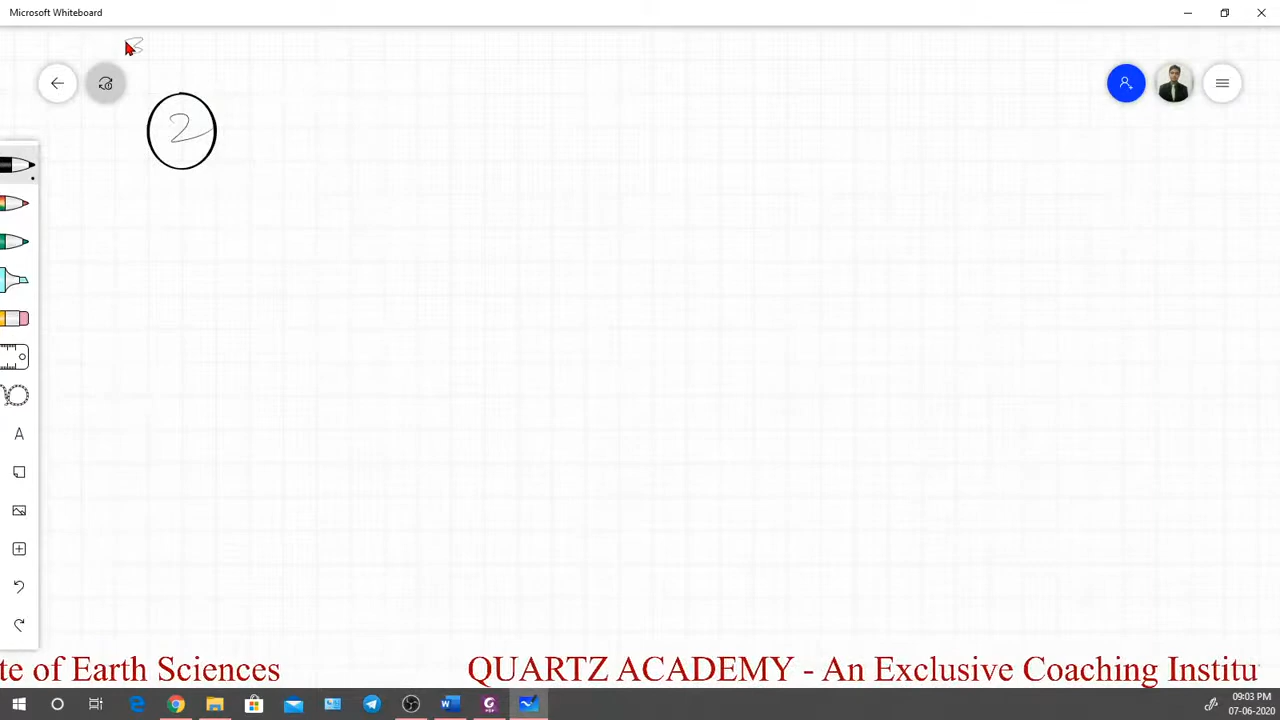 Microsoft Whiteboard
2
A
te of Earth Sciences
QUARTZ ACADEMY - An Exclusive Coaching Institu
09:03 PM
07-06-2020